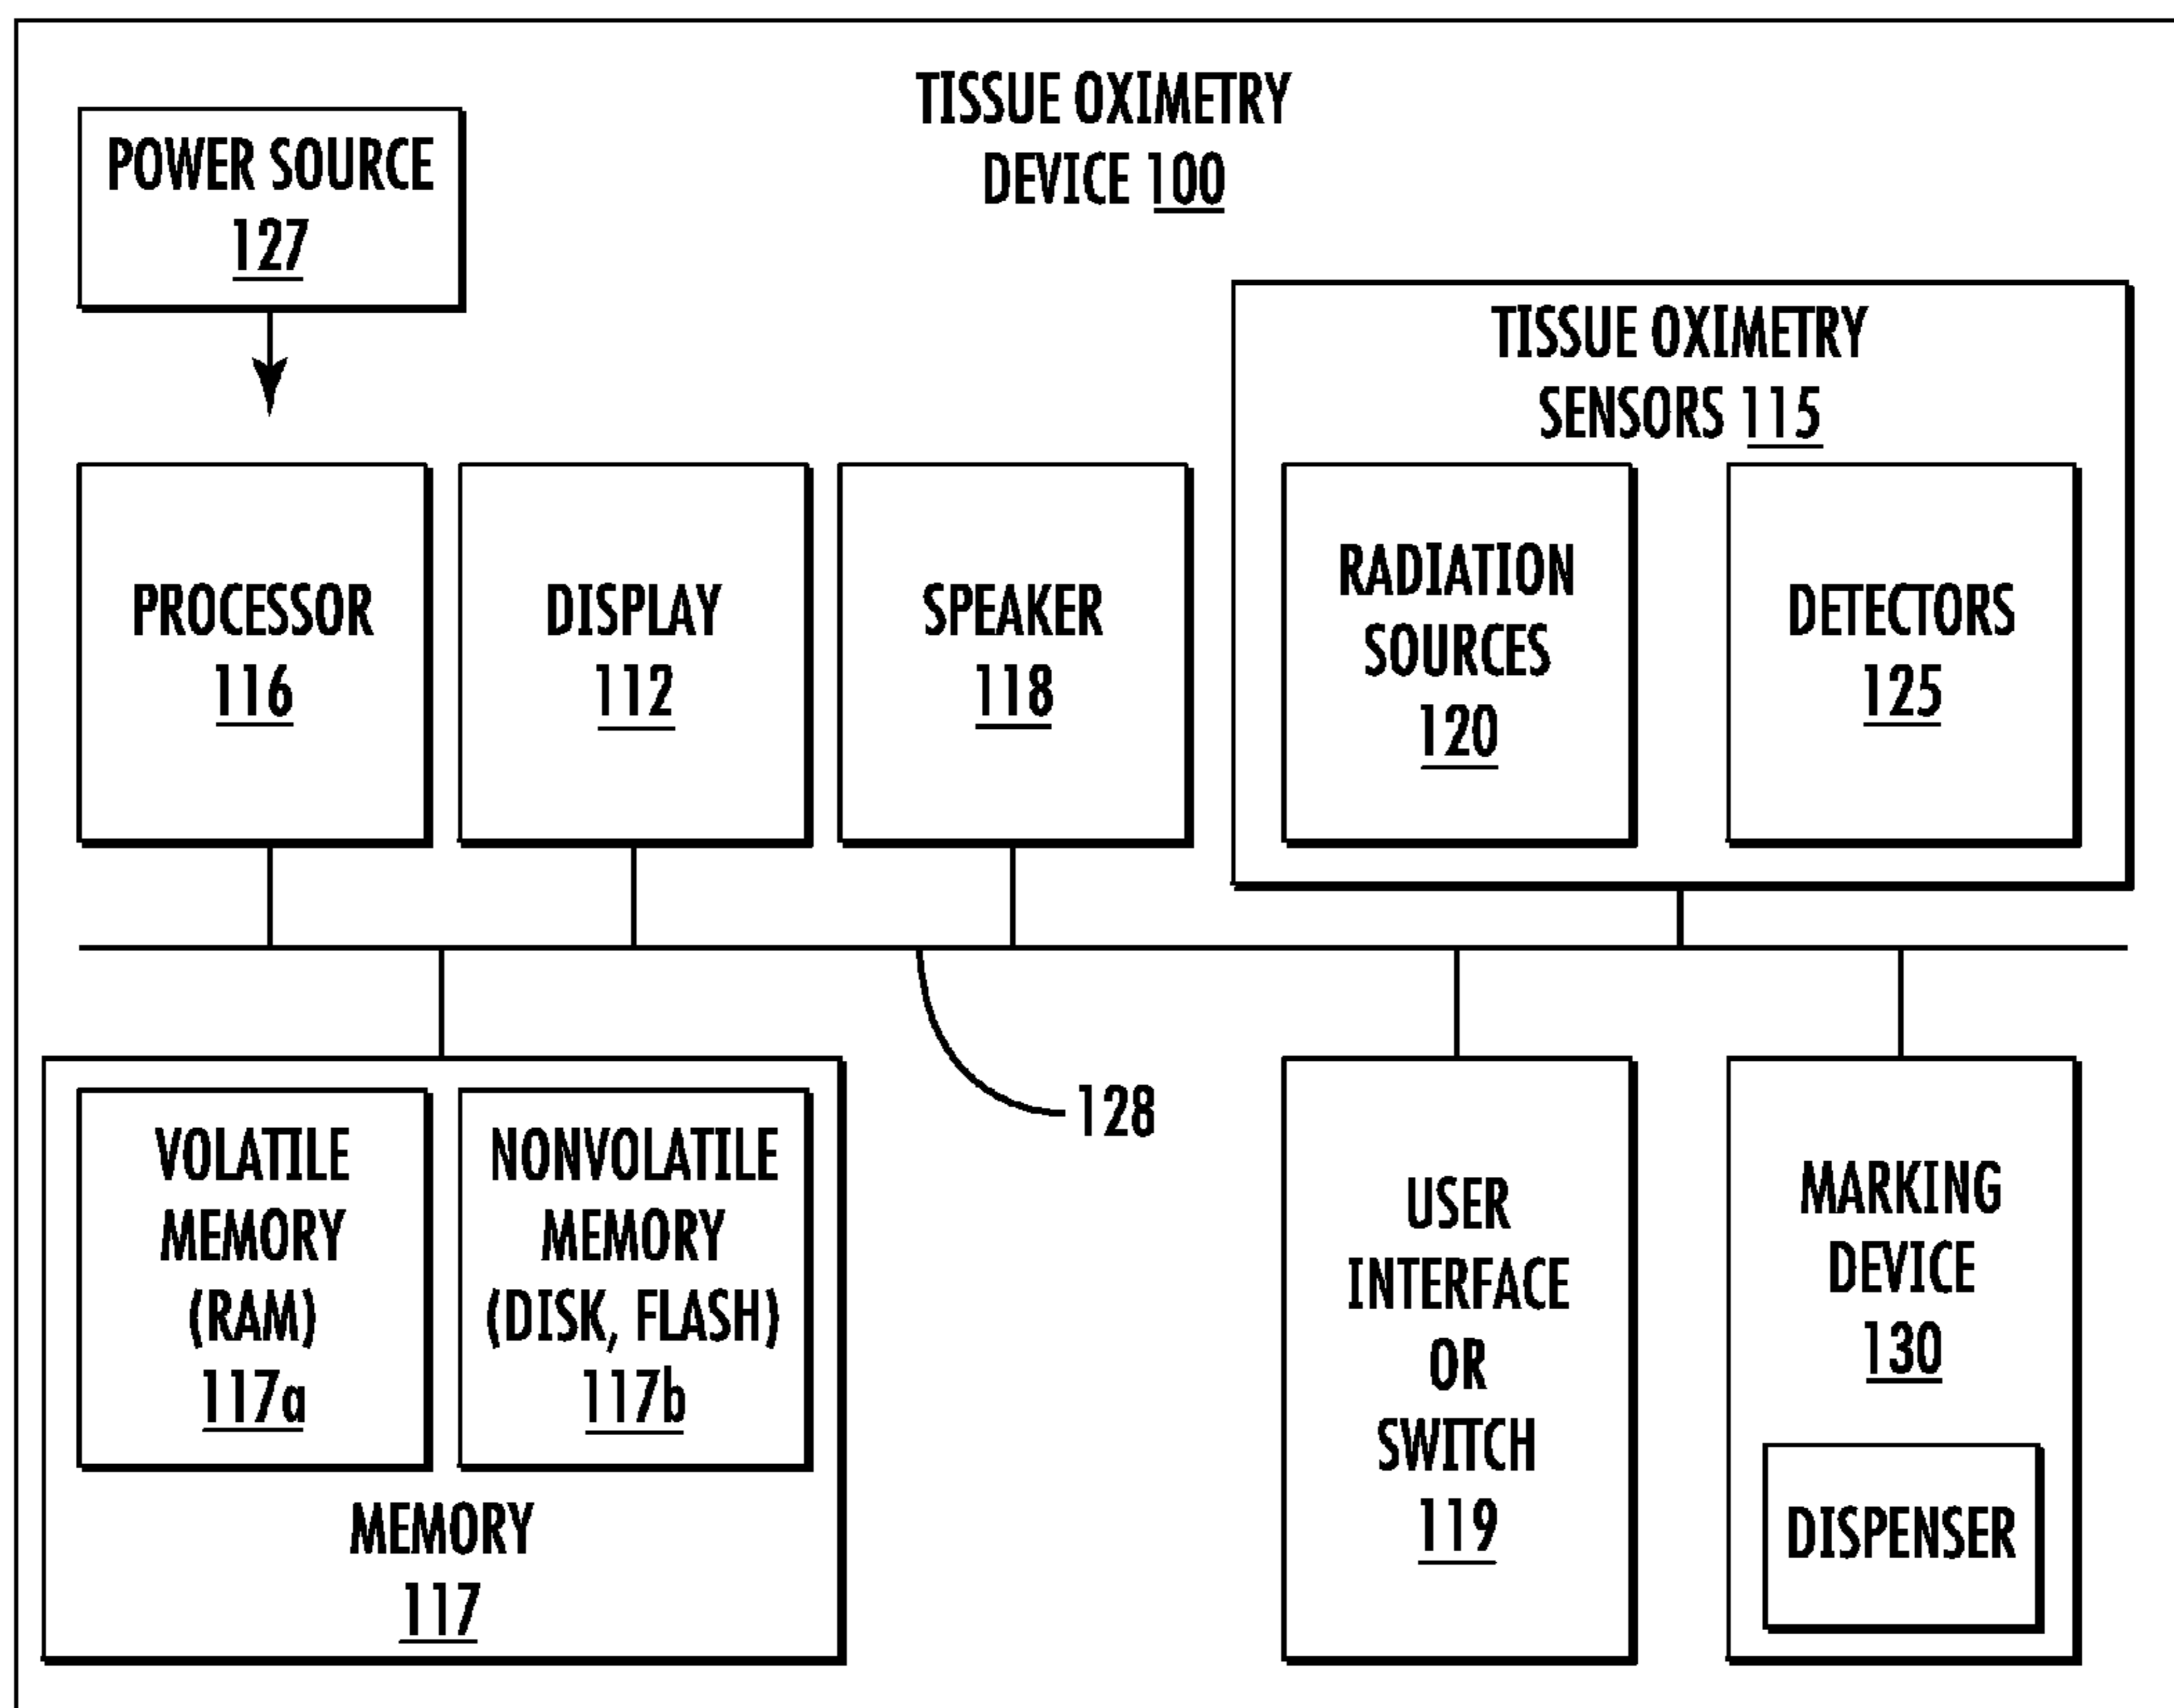 TISSUE OXIMETRY
DEVICE 100
POWER SOURCE
127
TISSUE OXIMETRY
SENSORS 115
PROCESSOR
116
DISPLAY
112
SPEAKER
118
RADIATION
SOURCES
120
DETECTORS
125
128
VOLATILE
MEMORY
(RAM)
117a
NONVOLATILE
MEMORY
(DISK, FLASH)
117b
MEMORY
117
USER
INTERFACE
OR
SWITCH
119
MARKING
DEVICE
130
DISPENSER